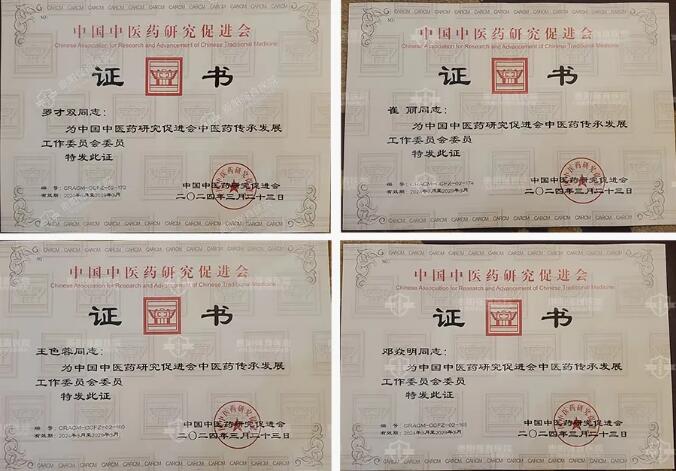 中国中医药研究促进会
Chinese Association for Research and Advancement of Chinese Traditional Medicine
证书
罗才双同志：
为中国中医药研究促进会中医药传承发展
工作委员会委员
特发此证
中国中医药研究促进会
二〇二四年三月二十三日
中国中医药研究促进会
Chinese Association for Research and Advancement of Chinese Traditional Medicine
证书
崔 丽同志：
为中国中医药研究促进会中医药传承发展
工作委员会委员
特发此证
中国中医药研究促进会
二〇二四年三月二十三日
中国中医药研究促进会
Chinese Association for Research and Advancement of Chinese Traditional Medicine
证书
王色蓉同志：
为中国中医药研究促进会中医药传承发展
工作委员会委员
特发此证
中国中医药研究促进会
二〇二四年三月二十三日
中国中医药研究促进会
Chinese Association for Research and Advancement of Chinese Traditional Medicine
证书
邓焱明同志：
为中国中医药研究促进会中医药传承发展
工作委员会委员
特发此证
中国中医药研究促进会
二〇二四年三月二十三日